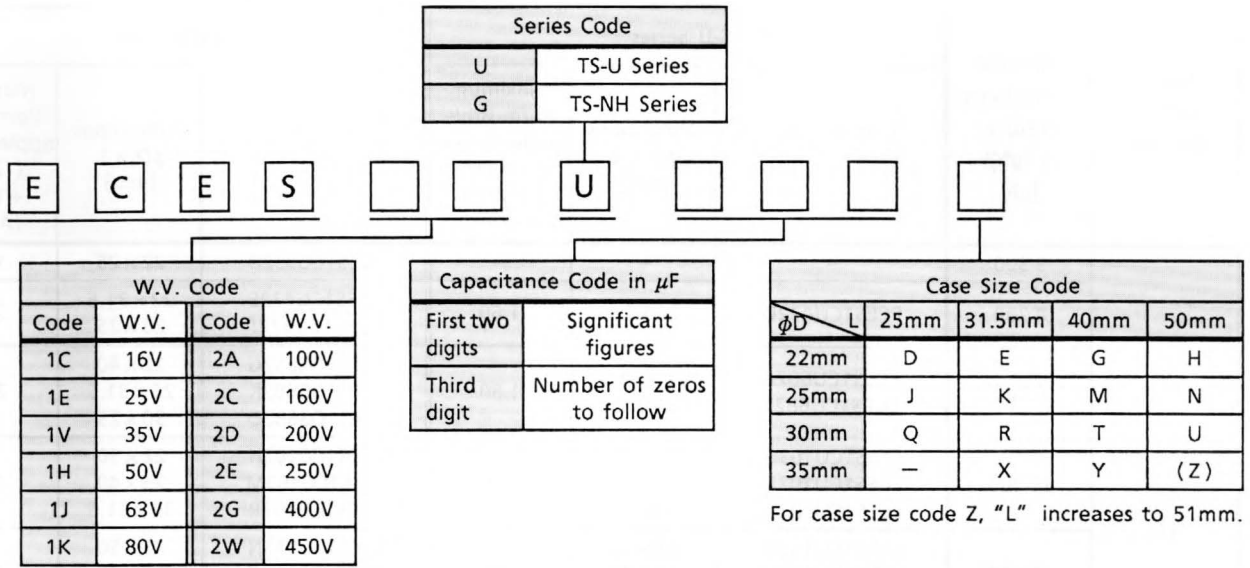 Series Code
U TS-U Series
G TS-NH Series
E C E S U
W.V. Code
Code W.V. Code W.V.
1C 16V 2A 100V
1E 25V 2C 160V
1V 35V 2D 200V
1H 50V 2E 250V
1J 63V 2G 400V
1K 80V 2W 450V
Capacitance Code in μF
First two digits Significant figures
Third digit Number of zeros to follow
Case Size Code
ϕD L 25mm 31.5mm 40mm 50mm
22mm D E G H
25mm J K M N
30mm Q R T U
35mm — X Y (Z)
For case size code Z, "L" increases to 51mm.